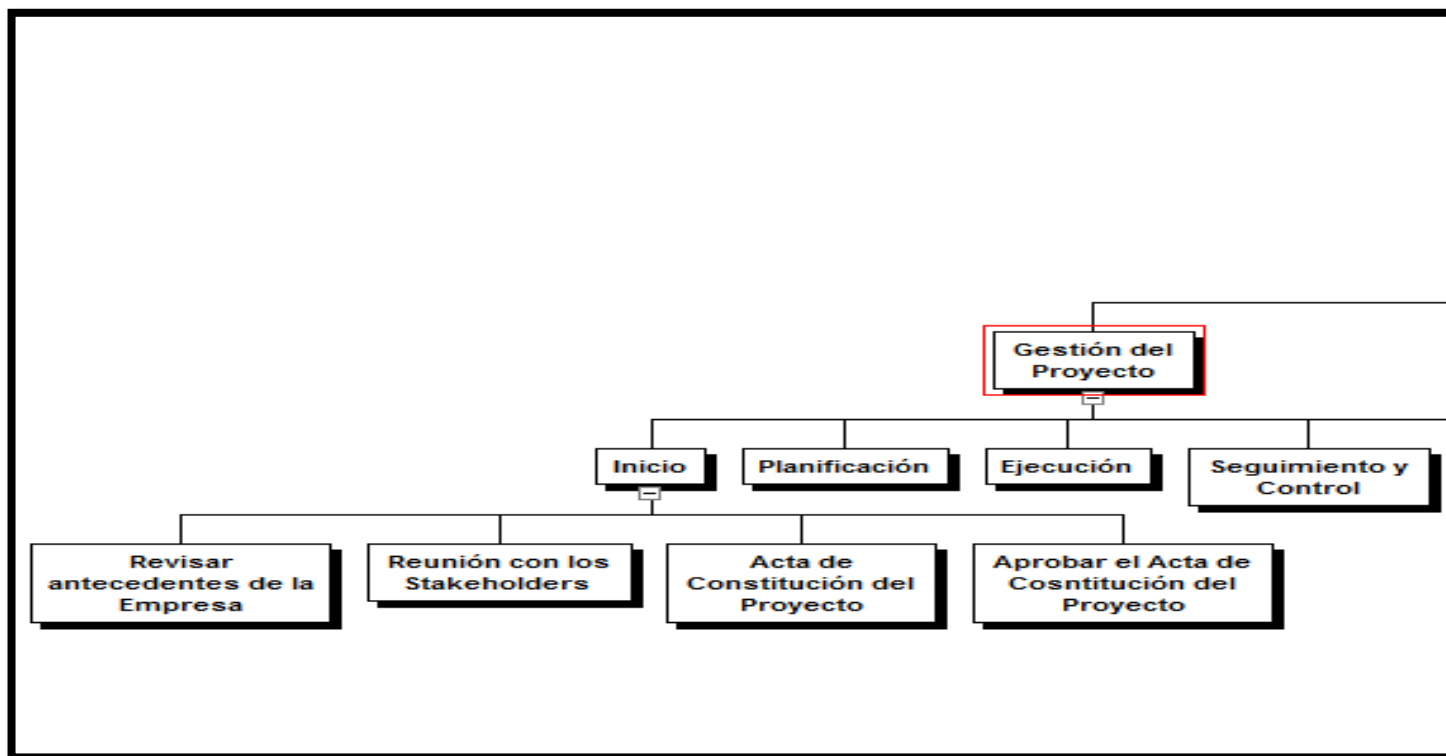 Gestión del
Proyecto
Inicio
Planificación
Ejecución
Seguimiento y
Control
Revisar
antecedentes de la
Empresa
Reunión con los
Stakeholders
Acta de
Constitución del
Proyecto
Aprobar el Acta de
Cosntitución del
Proyecto